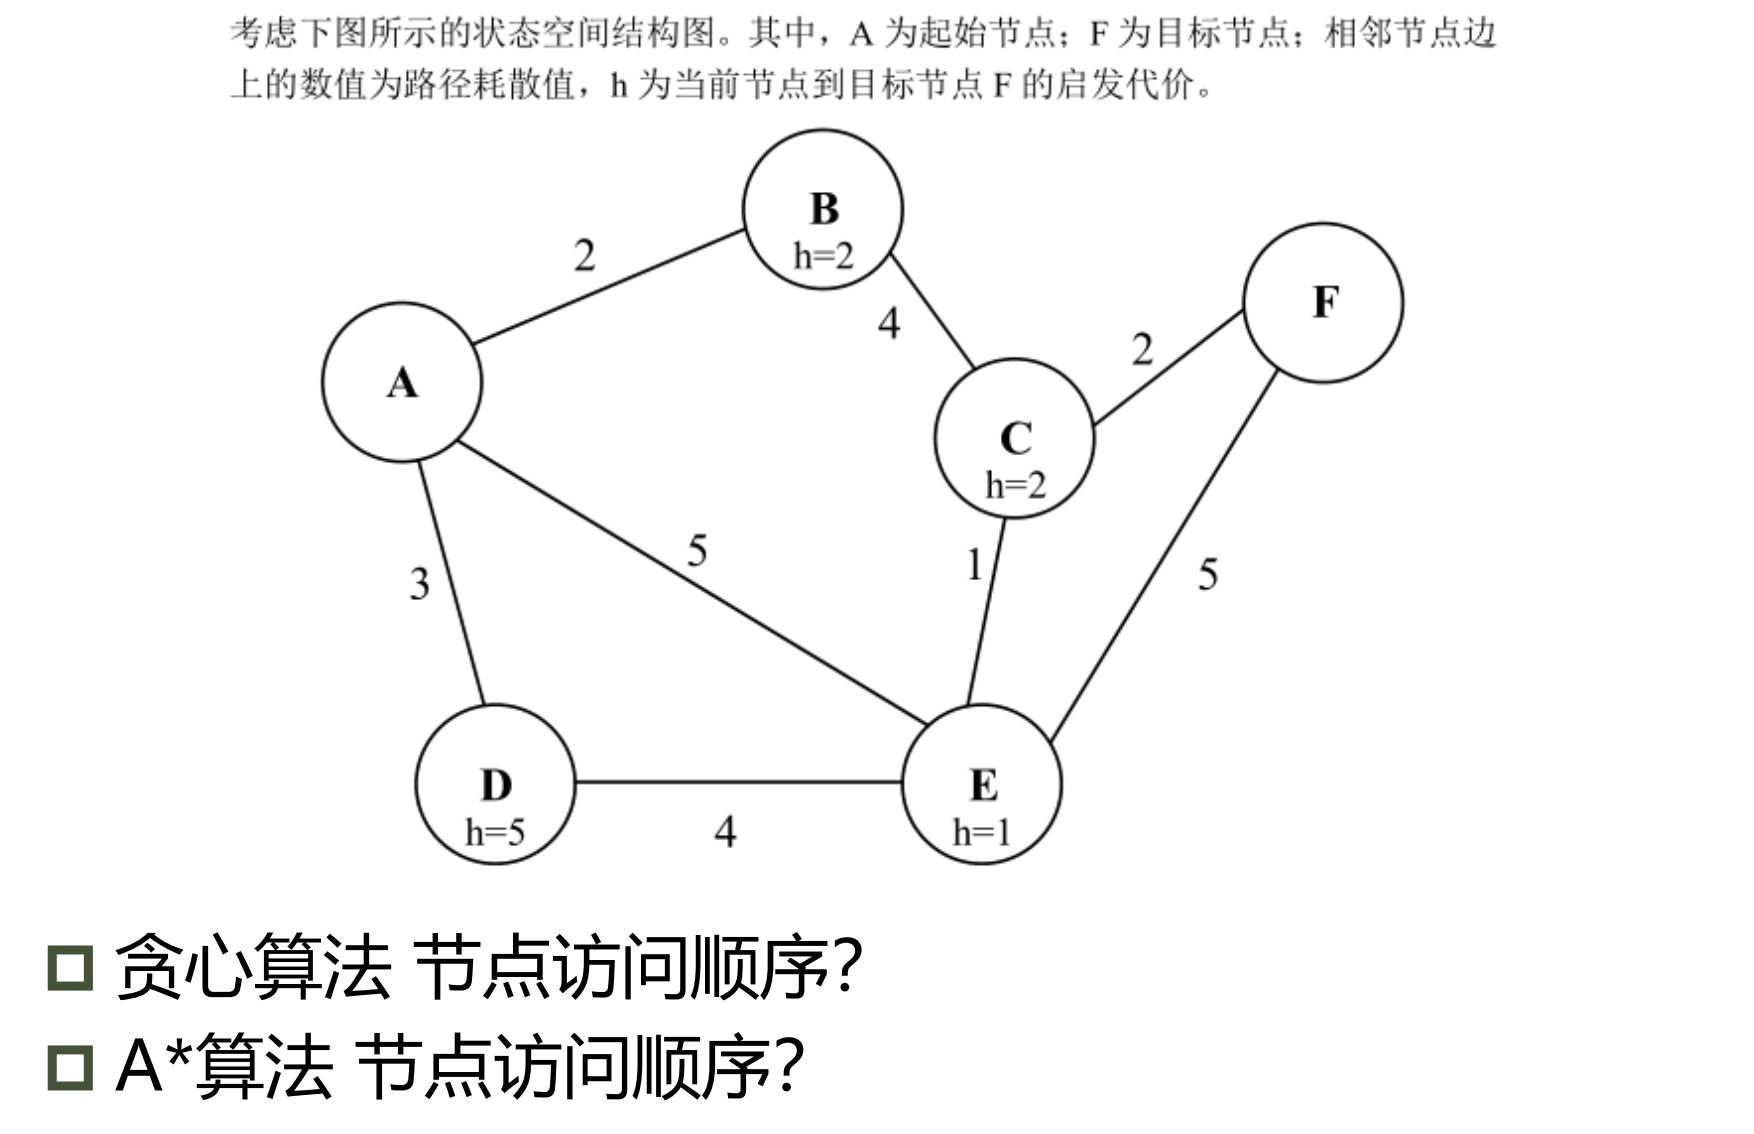 考虑下图所示的状态空间结构图。其中，A 为起始节点；F 为目标节点；相邻节点边
上的数值为路径耗散值，h 为当前节点到目标节点 F 的启发代价。
B
h=2
2
F
4
2
A
C
h=2
5
1
5
3
D
h=5
E
h=1
4
贪心算法 节点访问顺序？
A*算法 节点访问顺序？